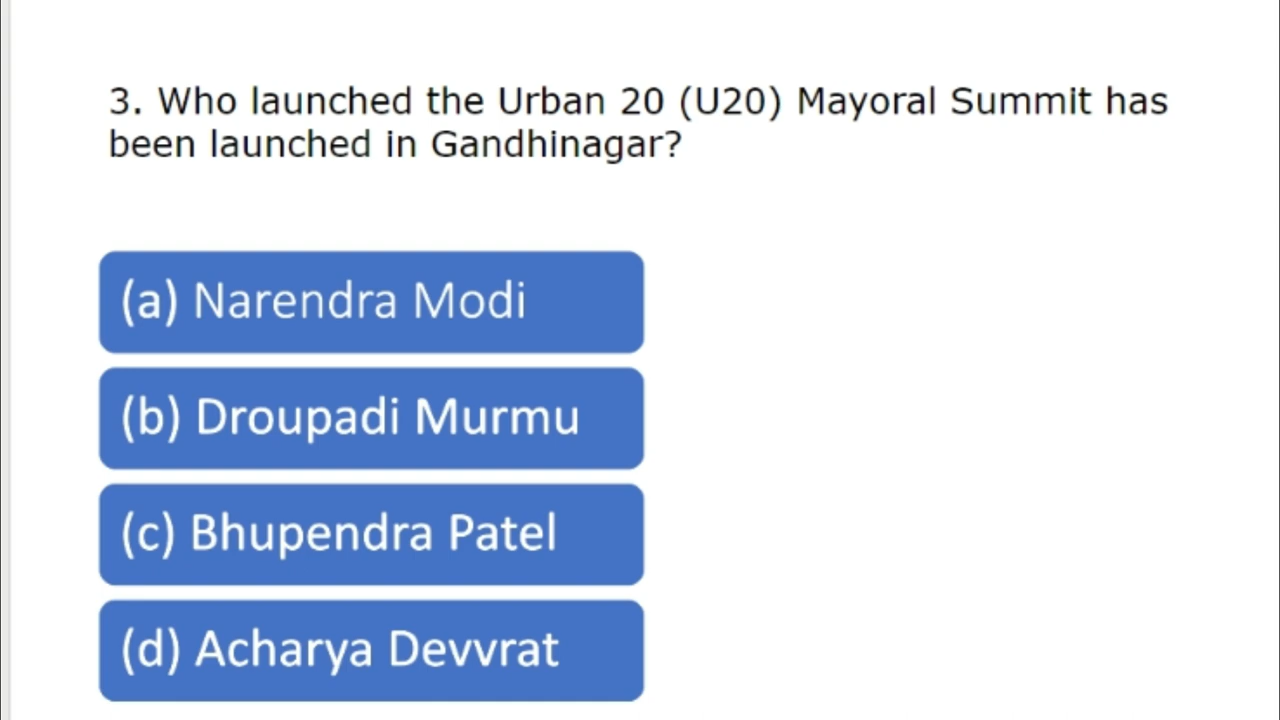 3. Who launched the Urban 20 (U20) Mayoral Summit has
been launched in Gandhinagar?
(a) Narendra Modi
(b) Droupadi Murmu
(c) Bhupendra Patel
(d) Acharya Devvrat